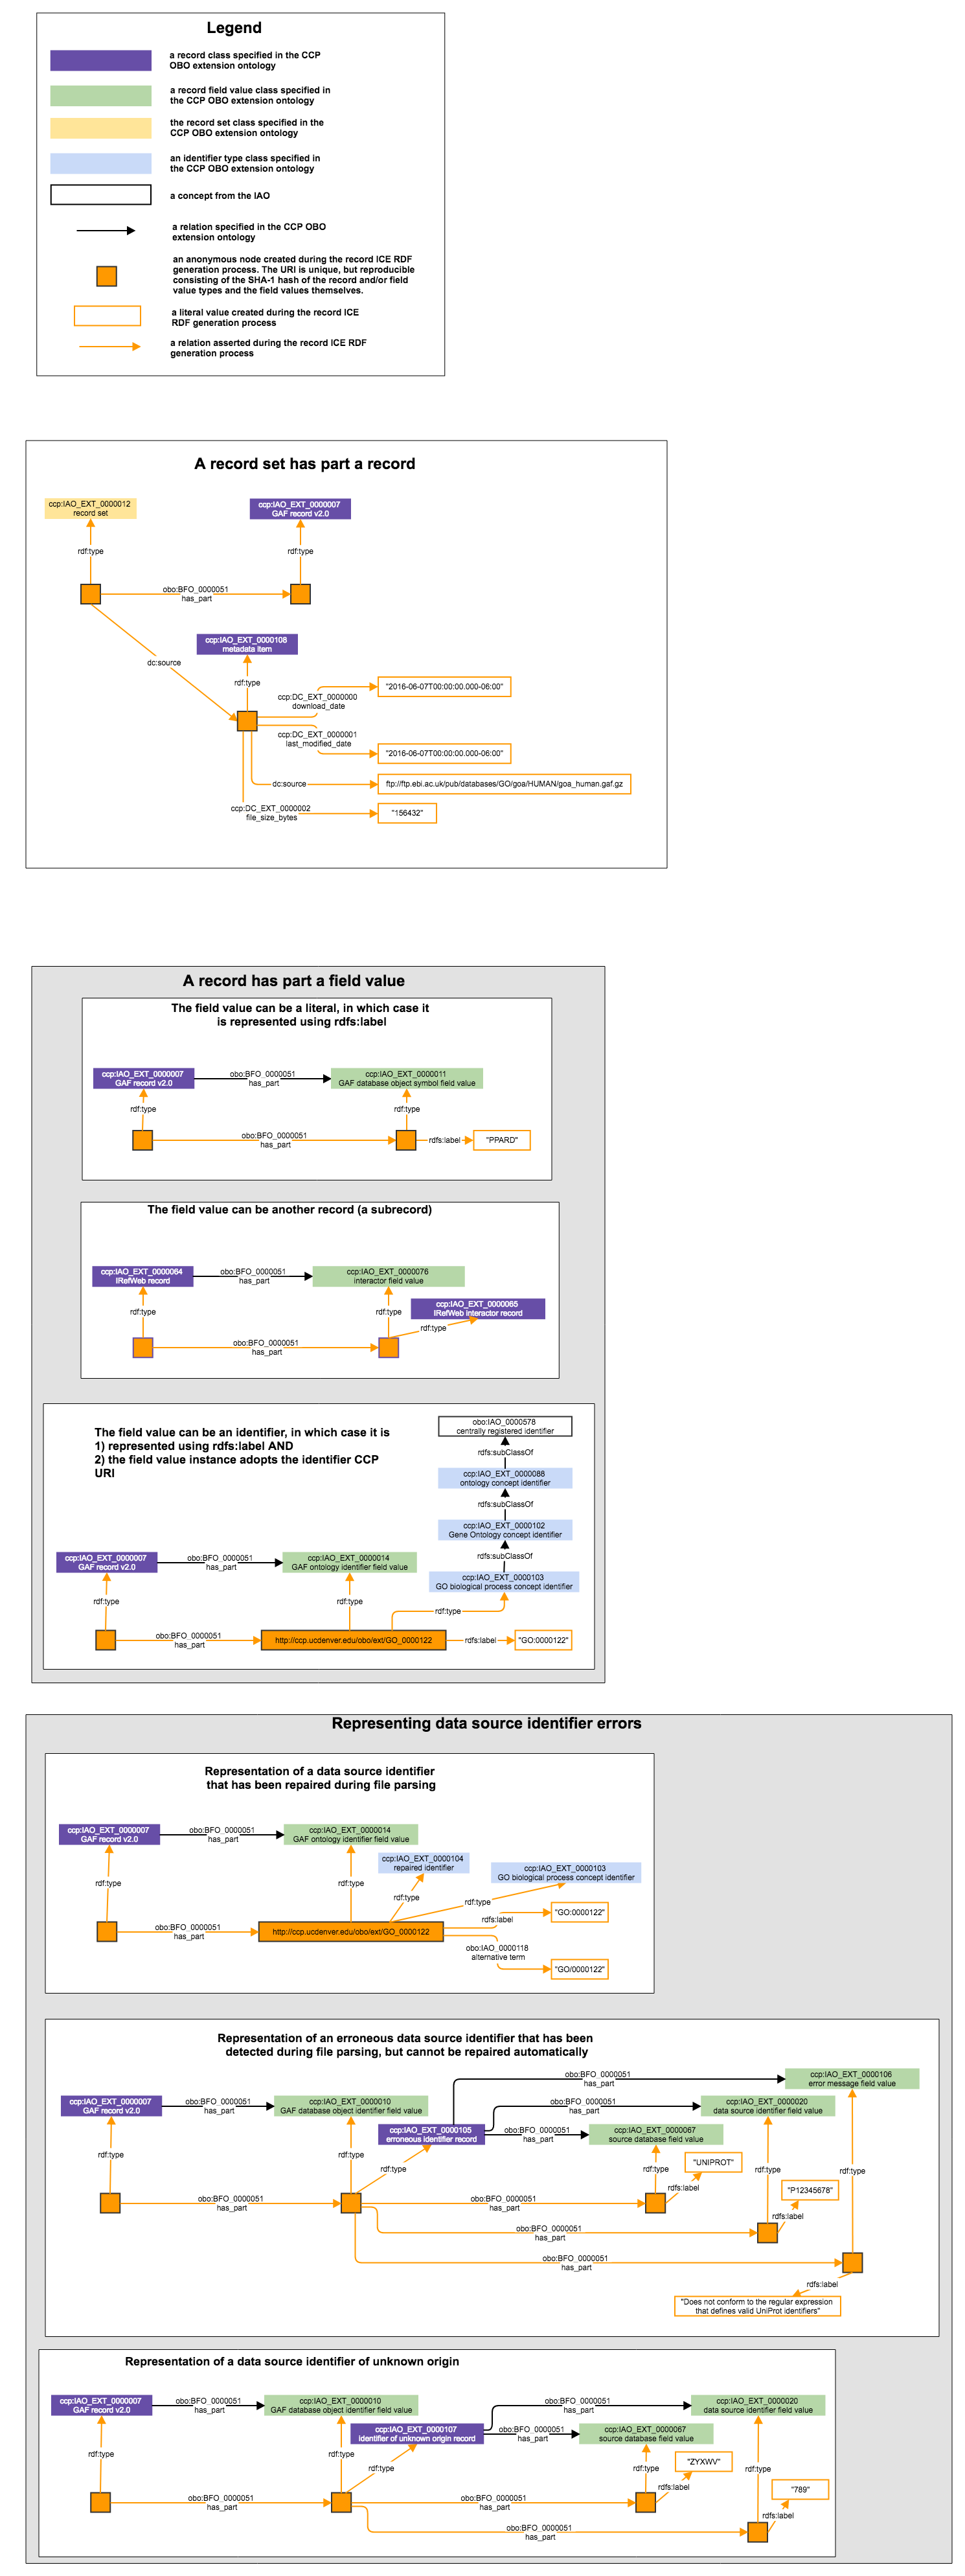 Legend
a record class specified in the CCP
OBO extension ontology
a record field value class specified in
the CCP OBO extension ontology
the record set class specified in the
CCP OBO extension ontology
an identifier type class specified in
the CCP OBO extension ontology
a concept from the IAO
a relation specified in the CCP OBO
extension ontology
an anonymous node created during the record ICE RDF
generation process. The URI is unique, but reproducible
consisting of the SHA-1 hash of the record and/or field
value types and the field values themselves.
a literal value created during the record ICE
RDF generation process
a relation asserted during the record ICE RDF
generation process
A record set has part a record
ccp:IAO_EXT_0000012
record set
ccp:IAO_EXT_0000007
GAF record v2.0
rdf:type
rdf:type
obo:BFO_0000051
has_part
ccp:IAO_EXT_0000108
metadata item
dc:source
rdf:type
"2016-06-07T00:00:00.000-06:00"
ccp:DC_EXT_0000000
download_date
ccp:DC_EXT_0000001
last_modified_date
"2016-06-07T00:00:00.000-06:00"
dc:source
ftp://ftp.ebi.ac.uk/pub/databases/GO/goa/HUMAN/goa_human.gaf.gz
ccp:DC_EXT_0000002
file_size_bytes
"156432"
A record has part a field value
The field value can be a literal, in which case it
is represented using rdfs:label
ccp:IAO_EXT_0000007
GAF record v2.0
obo:BFO_0000051
has_part
ccp:IAO_EXT_0000011
GAF database object symbol field value
rdf:type
rdf:type
obo:BFO_0000051
has_part
rdfs:label
"PPARD"
The field value can be another record (a subrecord)
ccp:IAO_EXT_0000064
IRefWeb record
obo:BFO_0000051
has_part
ccp:IAO_EXT_0000076
interactor field value
rdf:type
rdf:type
ccp:IAO_EXT_0000065
IRefWeb interactor record
rdf:type
obo:BFO_0000051
has_part
The field value can be an identifier, in which case it is
1) represented using rdfs:label AND
2) the field value instance adopts the identifier CCP
URI
obo:IAO_0000578
centrally registered identifier
rdfs:subClassOf
ccp:IAO_EXT_0000088
ontology concept identifier
rdfs:subClassOf
ccp:IAO_EXT_0000102
Gene Ontology concept identifier
rdfs:subClassOf
ccp:IAO_EXT_0000103
GO biological process concept identifier
ccp:IAO_EXT_0000007
GAF record v2.0
obo:BFO_0000051
has_part
ccp:IAO_EXT_0000014
GAF ontology identifier field value
rdf:type
rdf:type
rdf:type
obo:BFO_0000051
has_part
http://ccp.ucdenver.edu/obo/ext/GO_0000122
rdfs:label
"GO:0000122"
Representing data source identifier errors
Representation of a data source identifier
that has been repaired during file parsing
ccp:IAO_EXT_0000007
GAF record v2.0
obo:BFO_0000051
has_part
ccp:IAO_EXT_0000014
GAF ontology identifier field value
ccp:IAO_EXT_0000104
repaired identifier
ccp:IAO_EXT_0000103
GO biological process concept identifier
rdf:type
rdf:type
rdf:type
rdf:type
obo:BFO_0000051
has_part
http://ccp.ucdenver.edu/obo/ext/GO_0000122
rdfs:label
"GO:0000122"
obo:IAO_0000118
alternative term
"GO/0000122"
Representation of an erroneous data source identifier that has been
detected during file parsing, but cannot be repaired automatically
obo:BFO_0000051
has_part
ccp:IAO_EXT_0000106
error message field value
ccp:IAO_EXT_0000007
GAF record v2.0
obo:BFO_0000051
has_part
ccp:IAO_EXT_0000010
GAF database object identifier field value
obo:BFO_0000051
has_part
ccp:IAO_EXT_0000020
data source identifier field value
ccp:IAO_EXT_0000105
erroneous identifier record
obo:BFO_0000051
has_part
ccp:IAO_EXT_0000067
source database field value
rdf:type
rdf:type
rdf:type
rdf:type
"UNIPROT"
rdf:type
rdf:type
rdfs:label
"P12345678"
rdfs:label
obo:BFO_0000051
has_part
obo:BFO_0000051
has_part
obo:BFO_0000051
has_part
obo:BFO_0000051
has_part
rdfs:label
"Does not conform to the regular expression
that defines valid UniProt identifiers"
Representation of a data source identifier of unknown origin
ccp:IAO_EXT_0000007
GAF record v2.0
obo:BFO_0000051
has_part
ccp:IAO_EXT_0000010
GAF database object identifier field value
obo:BFO_0000051
has_part
ccp:IAO_EXT_0000020
data source identifier field value
ccp:IAO_EXT_0000107
Identifier of unknown origin record
obo:BFO_0000051
has_part
ccp:IAO_EXT_0000067
source database field value
rdf:type
rdf:type
rdf:type
rdf:type
"ZYXWV"
rdf:type
rdfs:label
"789"
rdfs:label
obo:BFO_0000051
has_part
obo:BFO_0000051
has_part
obo:BFO_0000051
has_part